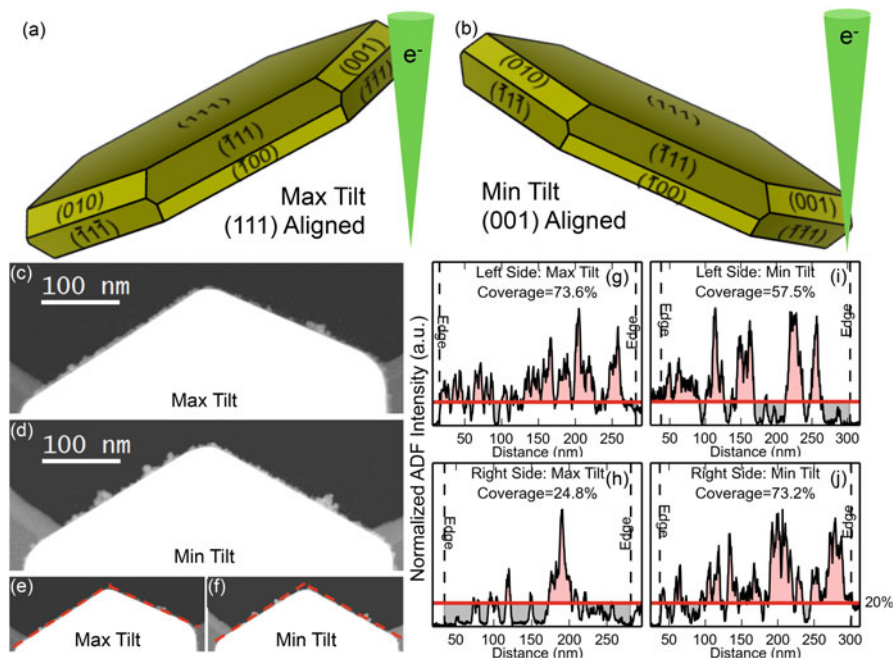 (a)
(001)
(1̄1̄1)
(111)
(1̄11)
(1̄00)
(010)
(1̄11̄)
e-
Max Tilt
(111) Aligned
(b)
e-
(010)
(1̄11̄)
(111)
(1̄11)
(1̄00)
(001)
(1̄1̄1)
Min Tilt
(001) Aligned
(c)
100 nm
Max Tilt
(d)
100 nm
Min Tilt
(e)
Max Tilt
(f)
Min Tilt
Normalized ADF Intensity (a.u.)
Left Side: Max Tilt
(g)
Coverage=73.6%
Edge
Edge
50 100 150 200 250
Distance (nm)
Left Side: Min Tilt
(i)
Coverage=57.5%
Edge
Edge
50 100 150 200 250 300
Distance (nm)
Right Side: Max Tilt
(h)
Coverage=24.8%
Edge
Edge
50 100 150 200 250
Distance (nm)
Right Side: Min Tilt
(j)
Coverage=73.2%
Edge
Edge
20%
50 100 150 200 250 300
Distance (nm)